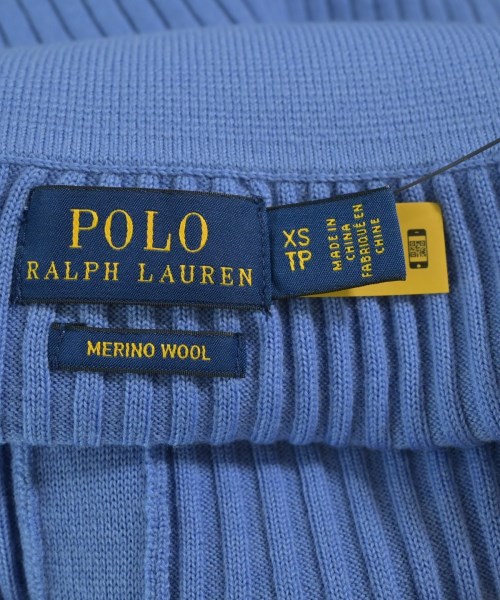 POLO
RALPH LAUREN
XS
TP
MADE IN
CHINA
FABRIQUÉ EN
CHINE
MERINO WOOL